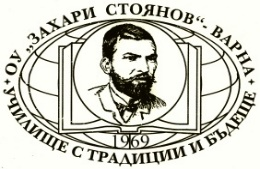 ОУ „ЗАХАРИ СТОЯНОВ“ - ВАРНА
1969
УЧИЛИЩЕ С ТРАДИЦИИ И БЪДЕЩЕ